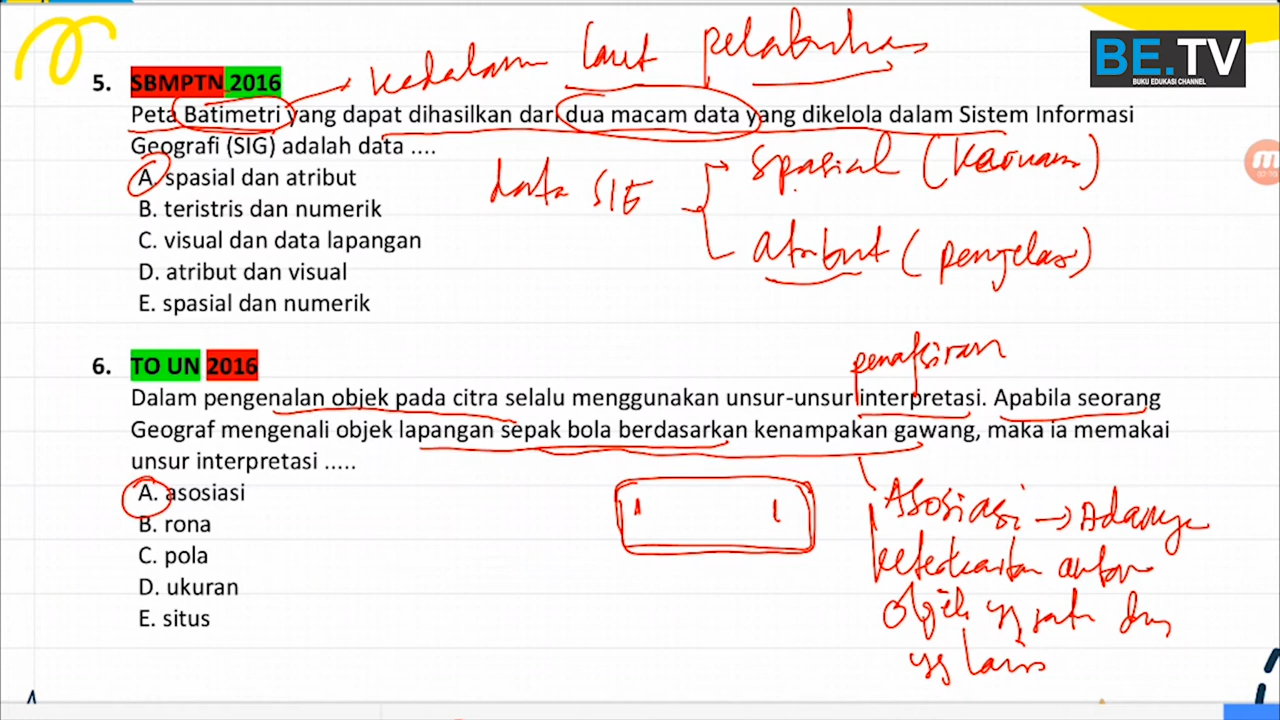 BE.TV
BUKU EDUKASI CHANNEL
kedalaman laut pelabuhan
5. SBMPTN 2016
Peta Batimetri yang dapat dihasilkan dari dua macam data yang dikelola dalam Sistem Informasi
Geografi (SIG) adalah data ....
A. spasial dan atribut
B. teristris dan numerik
C. visual dan data lapangan
D. atribut dan visual
E. spasial dan numerik
data SIG
spasial (keruangan)
atribut (penjelas)
6. TO UN 2016
penafsiran
Dalam pengenalan objek pada citra selalu menggunakan unsur-unsur interpretasi. Apabila seorang
Geograf mengenali objek lapangan sepak bola berdasarkan kenampakan gawang, maka ia memakai
unsur interpretasi .....
A. asosiasi
B. rona
C. pola
D. ukuran
E. situs
Asosiasi → Adanya
keterkaitan antar
objek yg satu dng
yg lain